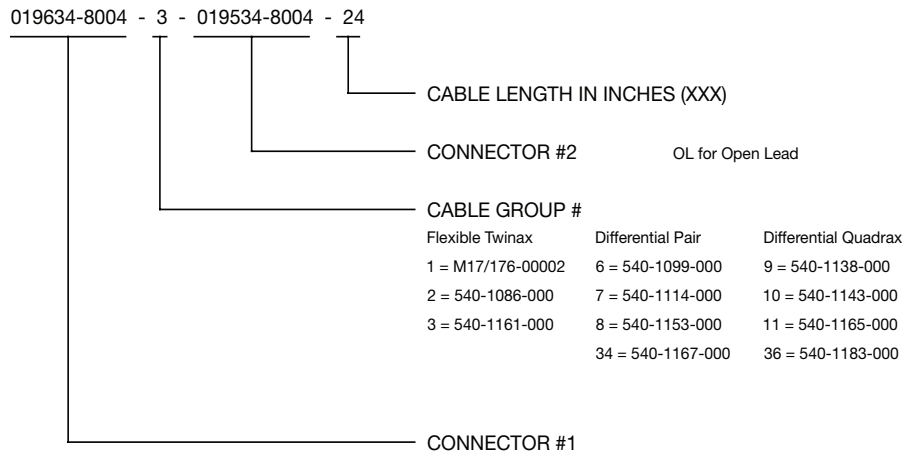 019634-8004 - 3 - 019534-8004 - 24
CABLE LENGTH IN INCHES (XXX)
CONNECTOR #2 OL for Open Lead
CABLE GROUP #
Flexible Twinax Differential Pair Differential Quadrax
1 = M17/176-00002 6 = 540-1099-000 9 = 540-1138-000
2 = 540-1086-000 7 = 540-1114-000 10 = 540-1143-000
3 = 540-1161-000 8 = 540-1153-000 11 = 540-1165-000
34 = 540-1167-000 36 = 540-1183-000
CONNECTOR #1